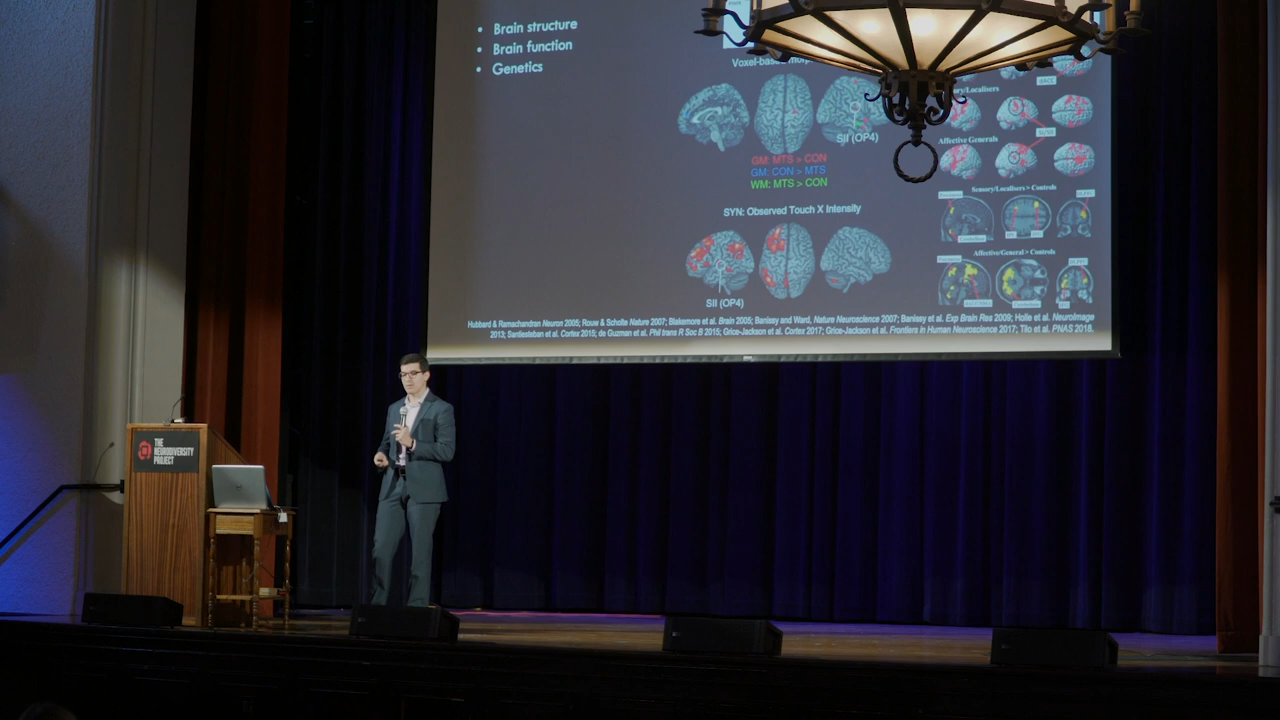 • Brain structure
• Brain function
• Genetics
Voxel-based
SII (OP4)
GM: MTS > CON
GM: CON > MTS
WM: MTS > CON
SYN: Observed Touch X Intensity
SII (OP4)
/Localisers
Affective Generals
Sensory/Localisers > Controls
Affective/General > Controls
Hubbard & Ramachandran Neuron 2005; Rouw & Scholte Nature 2007; Blakemore et al. Brain 2005; Banissy and Ward, Nature Neuroscience 2007; Banissy et al. Exp Brain Res 2009; Holle et al. NeuroImage
2013; Santiesteban et al. Cortex 2015; de Guzman et al. Phil trans R Soc B 2015; Grice-Jackson et al. Cortex 2017; Grice-Jackson et al. Frontiers in Human Neuroscience 2017; Tilo et al. PNAS 2018.
THE
NEURODIVERSITY
PROJECT